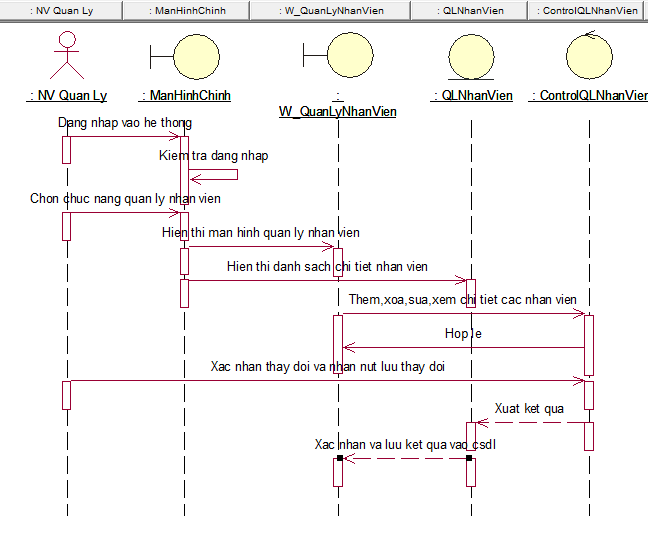 : NV Quan Ly
: ManHinhChinh
: W_QuanLyNhanVien
: QLNhanVien
: ControlQLNhanVien
: NV Quan Ly
: ManHinhChinh
:
W_QuanLyNhanVien
: QLNhanVien
: ControlQLNhanVien
Dang nhap vao he thong
Kiem tra dang nhap
Chon chuc nang quan ly nhan vien
Hien thi man hinh quan ly nhan vien
Hien thi danh sach chi tiet nhan vien
Them,xoa,sua,xem chi tiet cac nhan vien
Hop le
Xac nhan thay doi va nhan nut luu thay doi
Xuat ket qua
Xac nhan va luu ket qua vao csdl